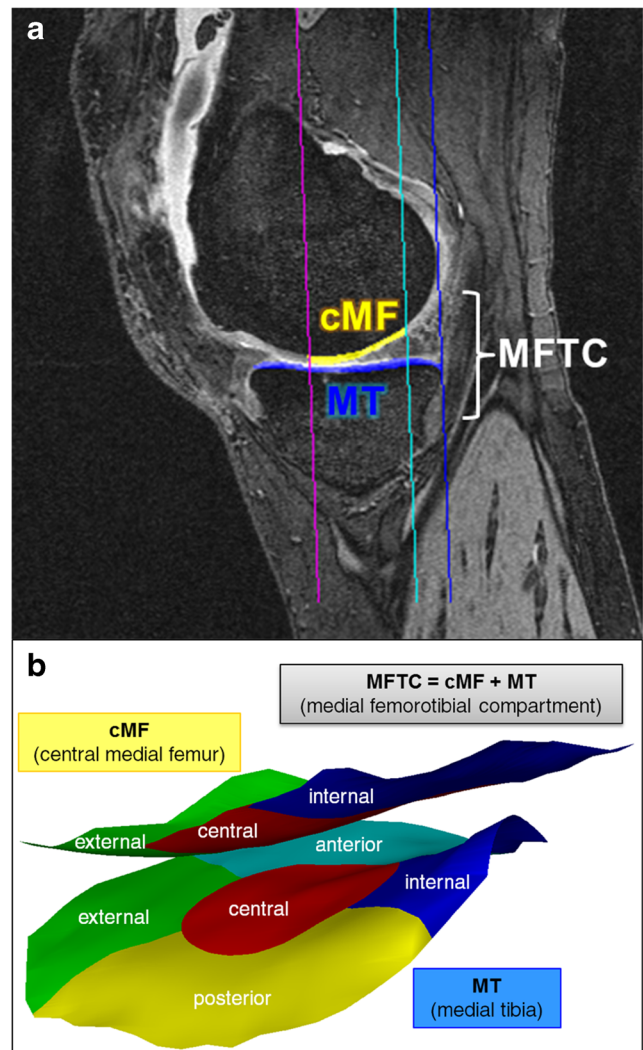 a
cMF
MFTC
MT
b
MFTC = cMF + MT
(medial femorotibial compartment)
cMF
(central medial femur)
internal
central
external
anterior
internal
central
external
posterior
MT
(medial tibia)